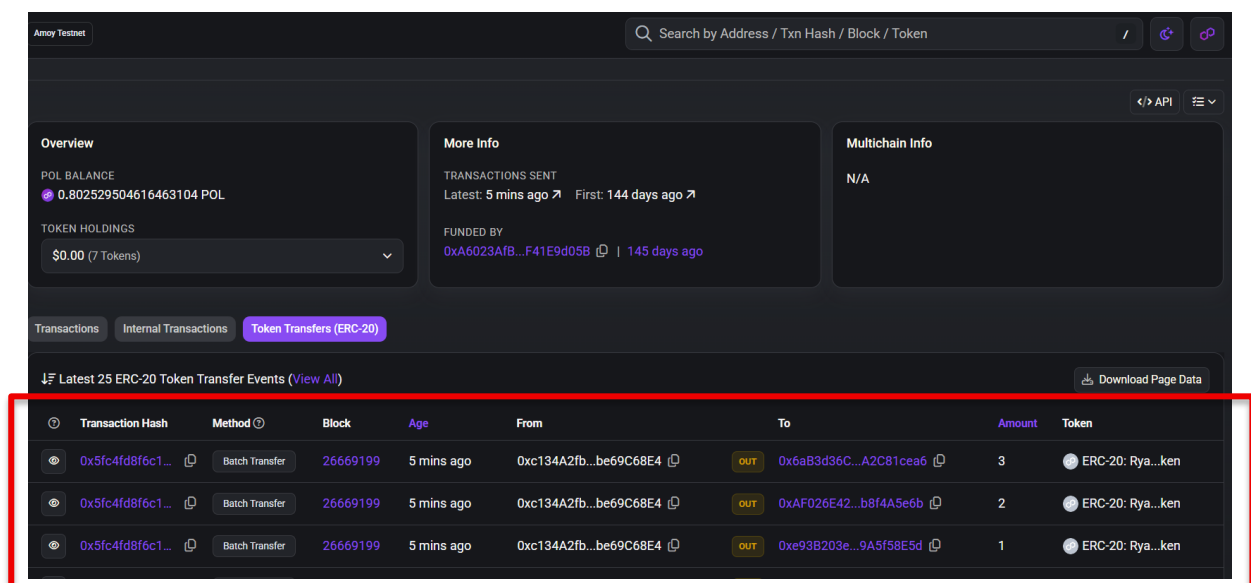 Amoy Testnet
Search by Address / Txn Hash / Block / Token /
</> API
Overview
POL BALANCE
0.802529504616463104 POL
TOKEN HOLDINGS
$0.00 (7 Tokens)
More Info
TRANSACTIONS SENT
Latest: 5 mins ago First: 144 days ago
FUNDED BY
0xA6023AfB...F41E9d05B | 145 days ago
Multichain Info
N/A
Transactions Internal Transactions Token Transfers (ERC-20)
Latest 25 ERC-20 Token Transfer Events (View All) Download Page Data
Transaction Hash Method Block Age From To Amount Token
0x5fc4fd8f6c1... Batch Transfer 26669199 5 mins ago 0xc134A2fb...be69C68E4 OUT 0x6aB3d36C...A2C81cea6 3 ERC-20: Rya...ken
0x5fc4fd8f6c1... Batch Transfer 26669199 5 mins ago 0xc134A2fb...be69C68E4 OUT 0xAF026E42...b8f4A5e6b 2 ERC-20: Rya...ken
0x5fc4fd8f6c1... Batch Transfer 26669199 5 mins ago 0xc134A2fb...be69C68E4 OUT 0xe93B203e...9A5f58E5d 1 ERC-20: Rya...ken